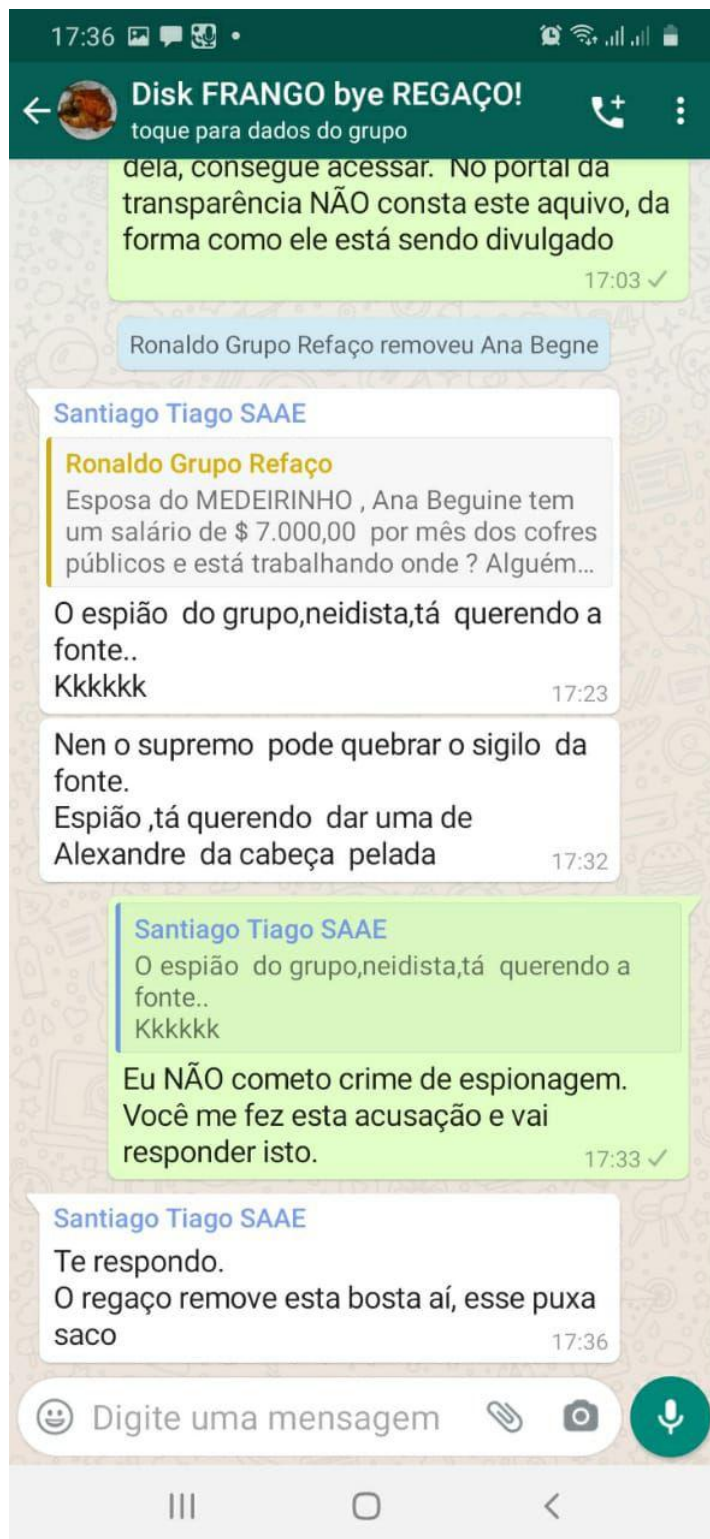 17:36
Disk FRANGO bye REGAÇO!
toque para dados do grupo
dela, consegue acessar. No portal da
transparência NÃO consta este aquivo, da
forma como ele está sendo divulgado
17:03
Ronaldo Grupo Refaço removeu Ana Begne
Santiago Tiago SAAE
Ronaldo Grupo Refaço
Esposa do MEDEIRINHO , Ana Beguine tem
um salário de $ 7.000,00 por mês dos cofres
públicos e está trabalhando onde ? Alguém...
O espião do grupo,neidista,tá querendo a
fonte..
Kkkkkk
17:23
Nen o supremo pode quebrar o sigilo da
fonte.
Espião ,tá querendo dar uma de
Alexandre da cabeça pelada
17:32
Santiago Tiago SAAE
O espião do grupo,neidista,tá querendo a
fonte..
Kkkkkk
Eu NÃO cometo crime de espionagem.
Você me fez esta acusação e vai
responder isto.
17:33
Santiago Tiago SAAE
Te respondo.
O regaço remove esta bosta aí, esse puxa
saco
17:36
Digite uma mensagem